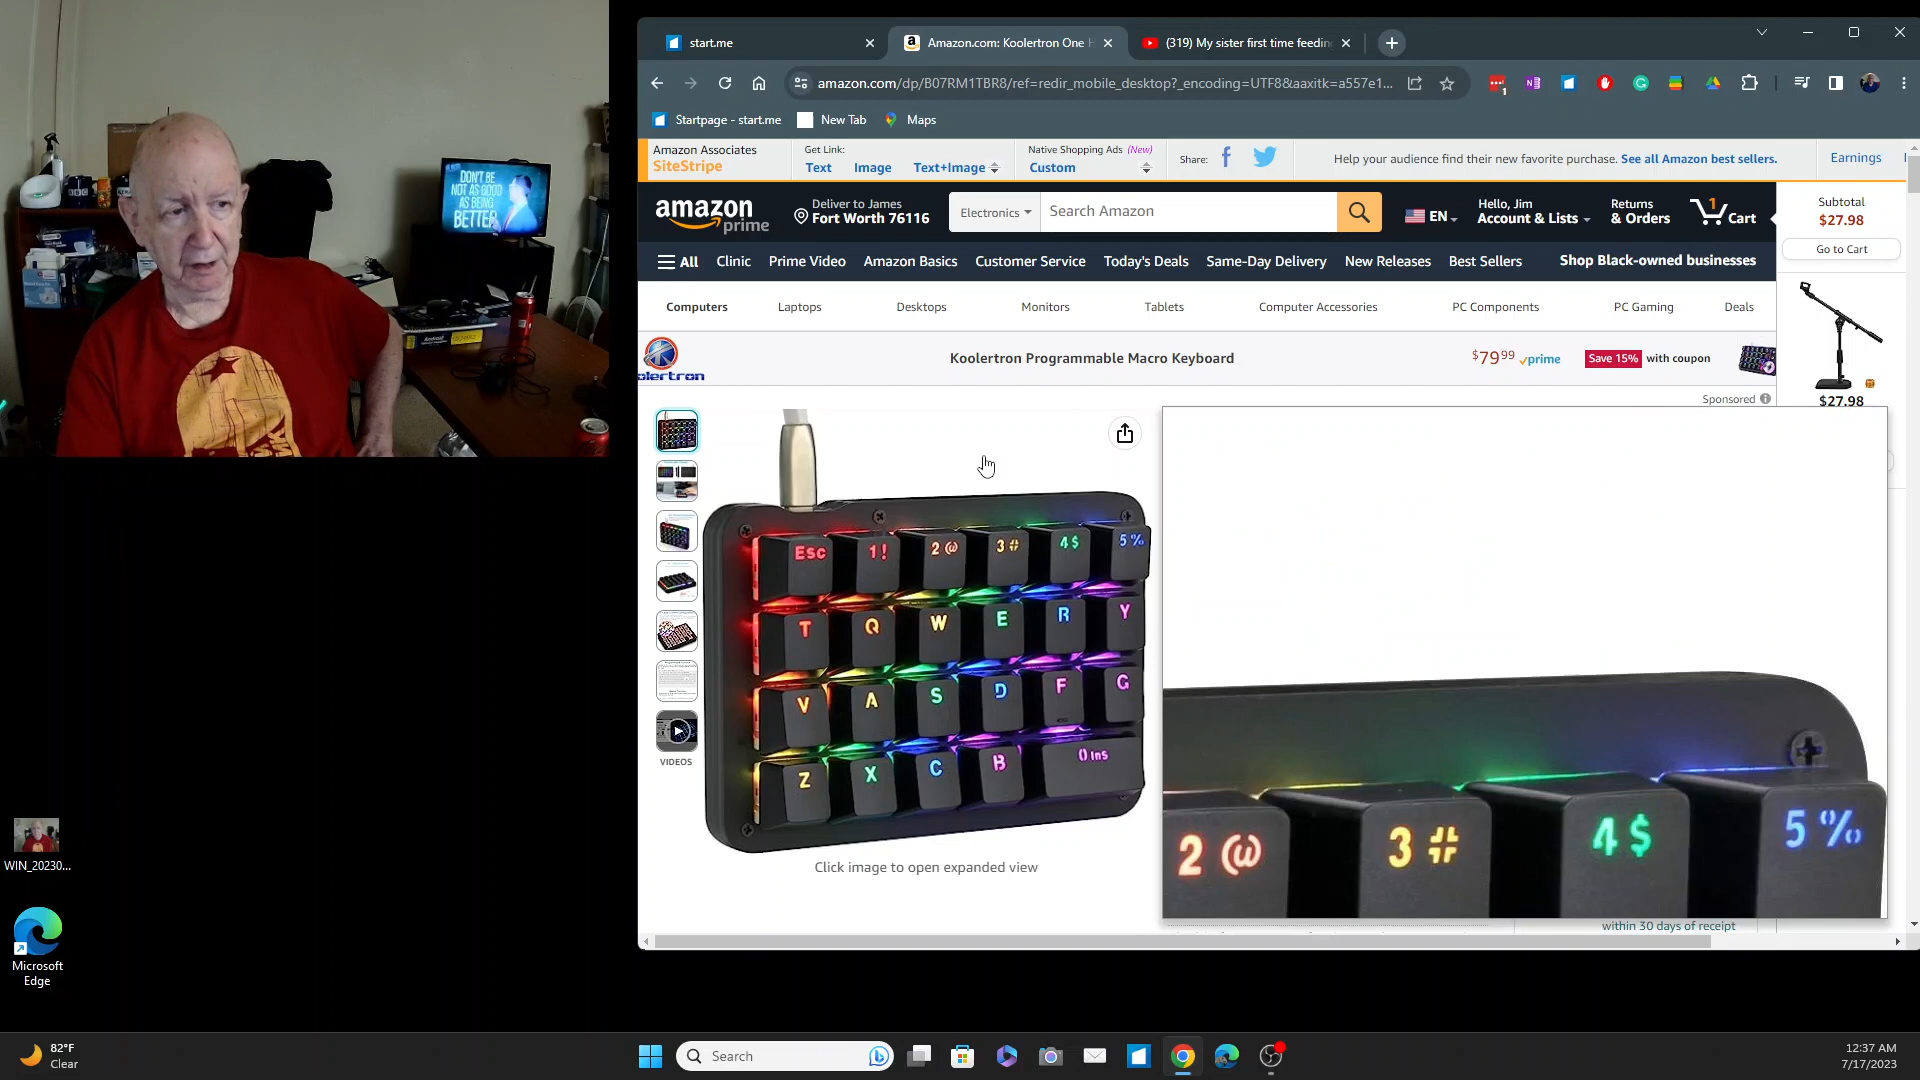 start.me
Amazon.com: Koolertron One H
(319) My sister first time feedin
amazon.com/dp/B07RM1TBR8/ref=redir_mobile_desktop?_encoding=UTF8&aaxitk=a557e1...
Startpage - start.me
New Tab
Maps
Amazon Associates
SiteStripe
Get Link:
Text
Image
Text+Image
Native Shopping Ads (New)
Custom
Share:
Help your audience find their new favorite purchase. See all Amazon best sellers.
Earnings
amazon
prime
Deliver to James
Fort Worth 76116
Electronics
Search Amazon
EN
Hello, Jim
Account & Lists
Returns
& Orders
1
Cart
Subtotal
$27.98
Go to Cart
All
Clinic
Prime Video
Amazon Basics
Customer Service
Today's Deals
Same-Day Delivery
New Releases
Best Sellers
Shop Black-owned businesses
Computers
Laptops
Desktops
Monitors
Tablets
Computer Accessories
PC Components
PC Gaming
Deals
lertron
Koolertron Programmable Macro Keyboard
$79.99 prime
Save 15% with coupon
$27.98
Sponsored
Esc 1! 2@ 3# 4$ 5%
T Q W E R Y
V A S D F G
Z X C B 0 Ins
2@ 3# 4$ 5%
VIDEOS
Click image to open expanded view
within 30 days of receipt
DON'T BE
NOT AS GOOD
AS BEING
BETTER
Android
WIN_20230...
Microsoft
Edge
82°F
Clear
Search
12:37 AM
7/17/2023